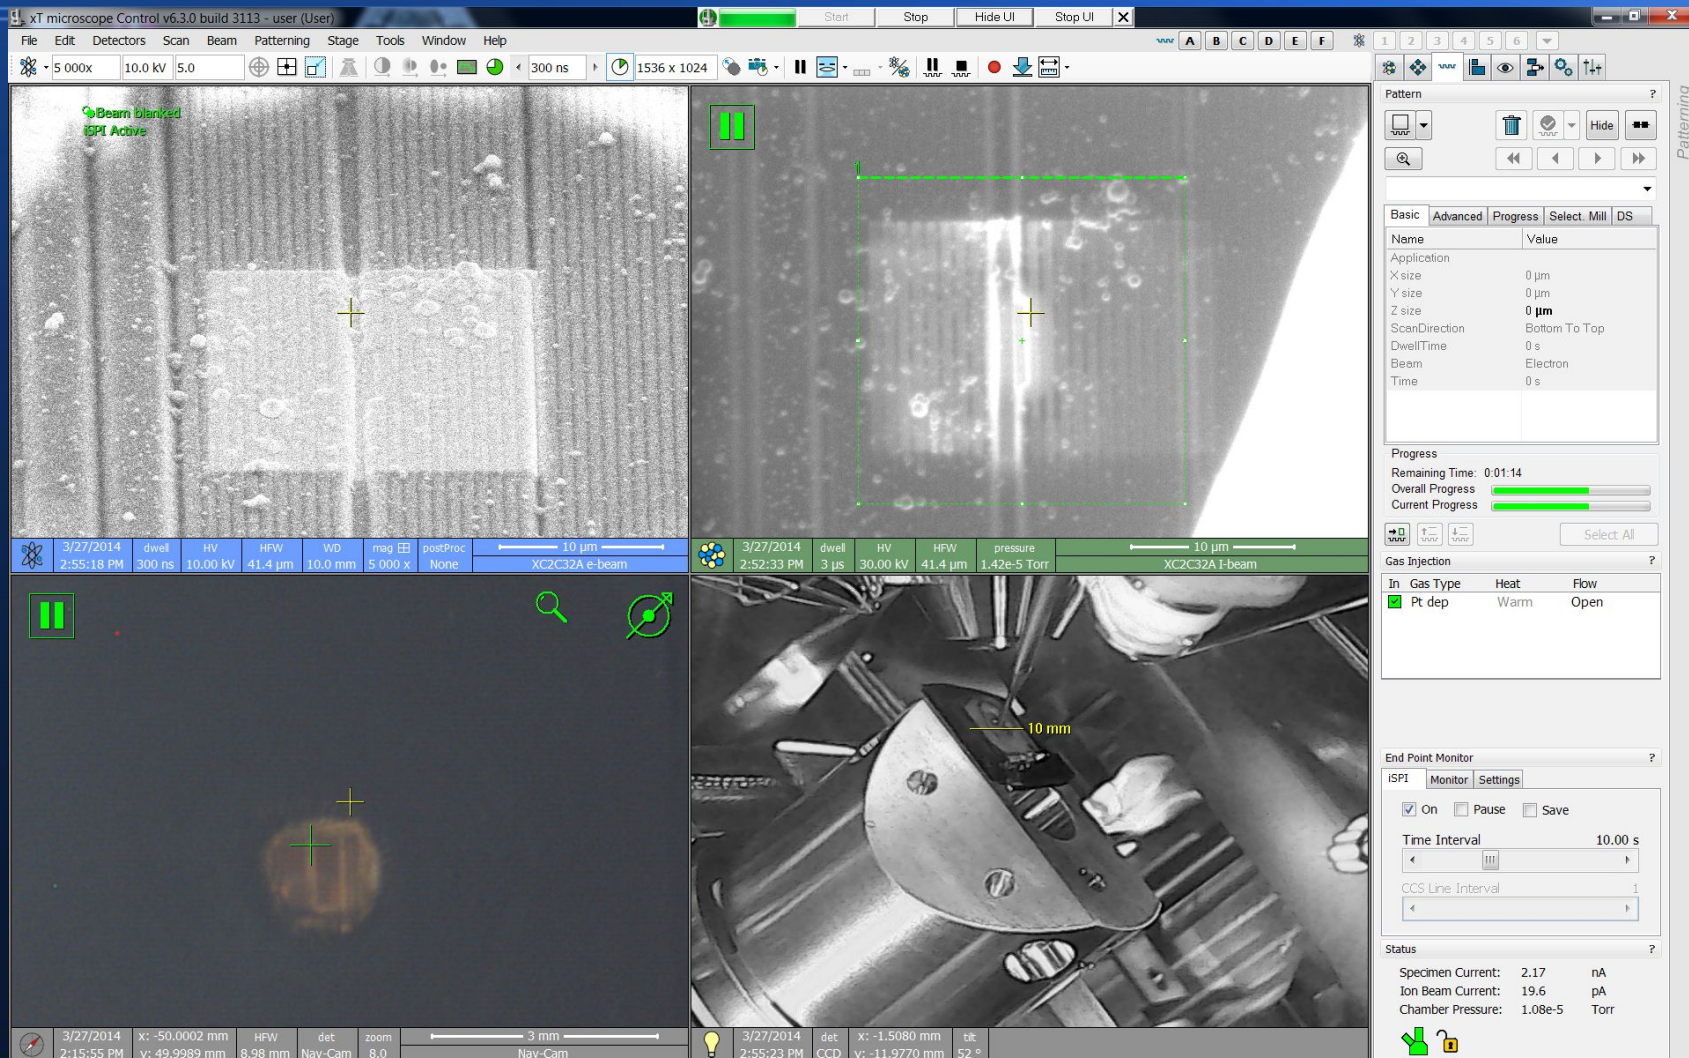 xT microscope Control v6.3.0 build 3113 - user (User)
Start Stop Hide UI Stop UI
File Edit Detectors Scan Beam Patterning Stage Tools Window Help
A B C D E F 1 2 3 4 5 6
5 000x 10.0 kV 5.0 300 ns 1536 x 1024
Beam blanked
iSPI Active
1
3/27/2014 dwell HV HFW WD mag postProc 10 µm
2:55:18 PM 300 ns 10.00 kV 41.4 µm 10.0 mm 5 000 x None XC2C32A e-beam
3/27/2014 dwell HV HFW pressure 10 µm
2:52:33 PM 3 µs 30.00 kV 41.4 µm 1.42e-5 Torr XC2C32A I-beam
10 mm
3/27/2014 x: -50.0002 mm HFW det zoom 3 mm
2:15:55 PM y: 49.9989 mm 8.98 mm Nav-Cam 8.0 Nav-Cam
3/27/2014 det x: -1.5080 mm tilt
2:55:23 PM CCD y: -11.9770 mm 52 °
Patterning
Pattern ?
Hide
Basic Advanced Progress Select. Mill DS
Name Value
Application
X size 0 µm
Y size 0 µm
Z size 0 µm
ScanDirection Bottom To Top
DwellTime 0 s
Beam Electron
Time 0 s
Progress
Remaining Time: 0:01:14
Overall Progress
Current Progress
Select All
Gas Injection ?
In Gas Type Heat Flow
Pt dep Warm Open
End Point Monitor ?
iSPI Monitor Settings
On Pause Save
Time Interval 10.00 s
CCS Line Interval 1
Status ?
Specimen Current: 2.17 nA
Ion Beam Current: 19.6 pA
Chamber Pressure: 1.08e-5 Torr